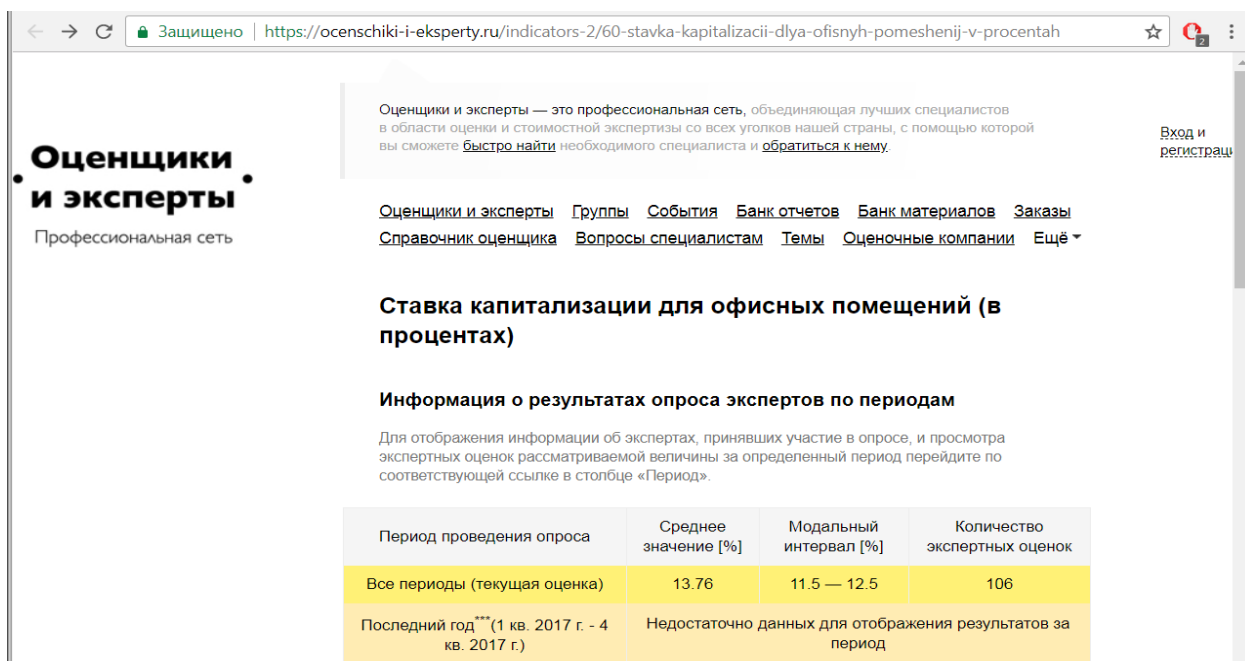 Защищено | https://ocenschiki-i-eksperty.ru/indicators-2/60-stavka-kapitalizacii-dlya-ofisnyh-pomeshenij-v-procentah
2
Оценщики и эксперты — это профессиональная сеть, объединяющая лучших специалистов
в области оценки и стоимостной экспертизы со всех уголков нашей страны, с помощью которой
вы сможете быстро найти необходимого специалиста и обратиться к нему.
Вход и
регистраци
Оценщики
и эксперты
Профессиональная сеть
Оценщики и эксперты Группы События Банк отчетов Банк материалов Заказы
Справочник оценщика Вопросы специалистам Темы Оценочные компании Ещё
Ставка капитализации для офисных помещений (в
процентах)
Информация о результатах опроса экспертов по периодам
Для отображения информации об экспертах, принявших участие в опросе, и просмотра
экспертных оценок рассматриваемой величины за определенный период перейдите по
соответствующей ссылке в столбце «Период».
Период проведения опроса
Среднее
значение [%]
Модальный
интервал [%]
Количество
экспертных оценок
Все периоды (текущая оценка) 13.76 11.5 — 12.5 106
Последний год***(1 кв. 2017 г. - 4
кв. 2017 г.)
Недостаточно данных для отображения результатов за
период